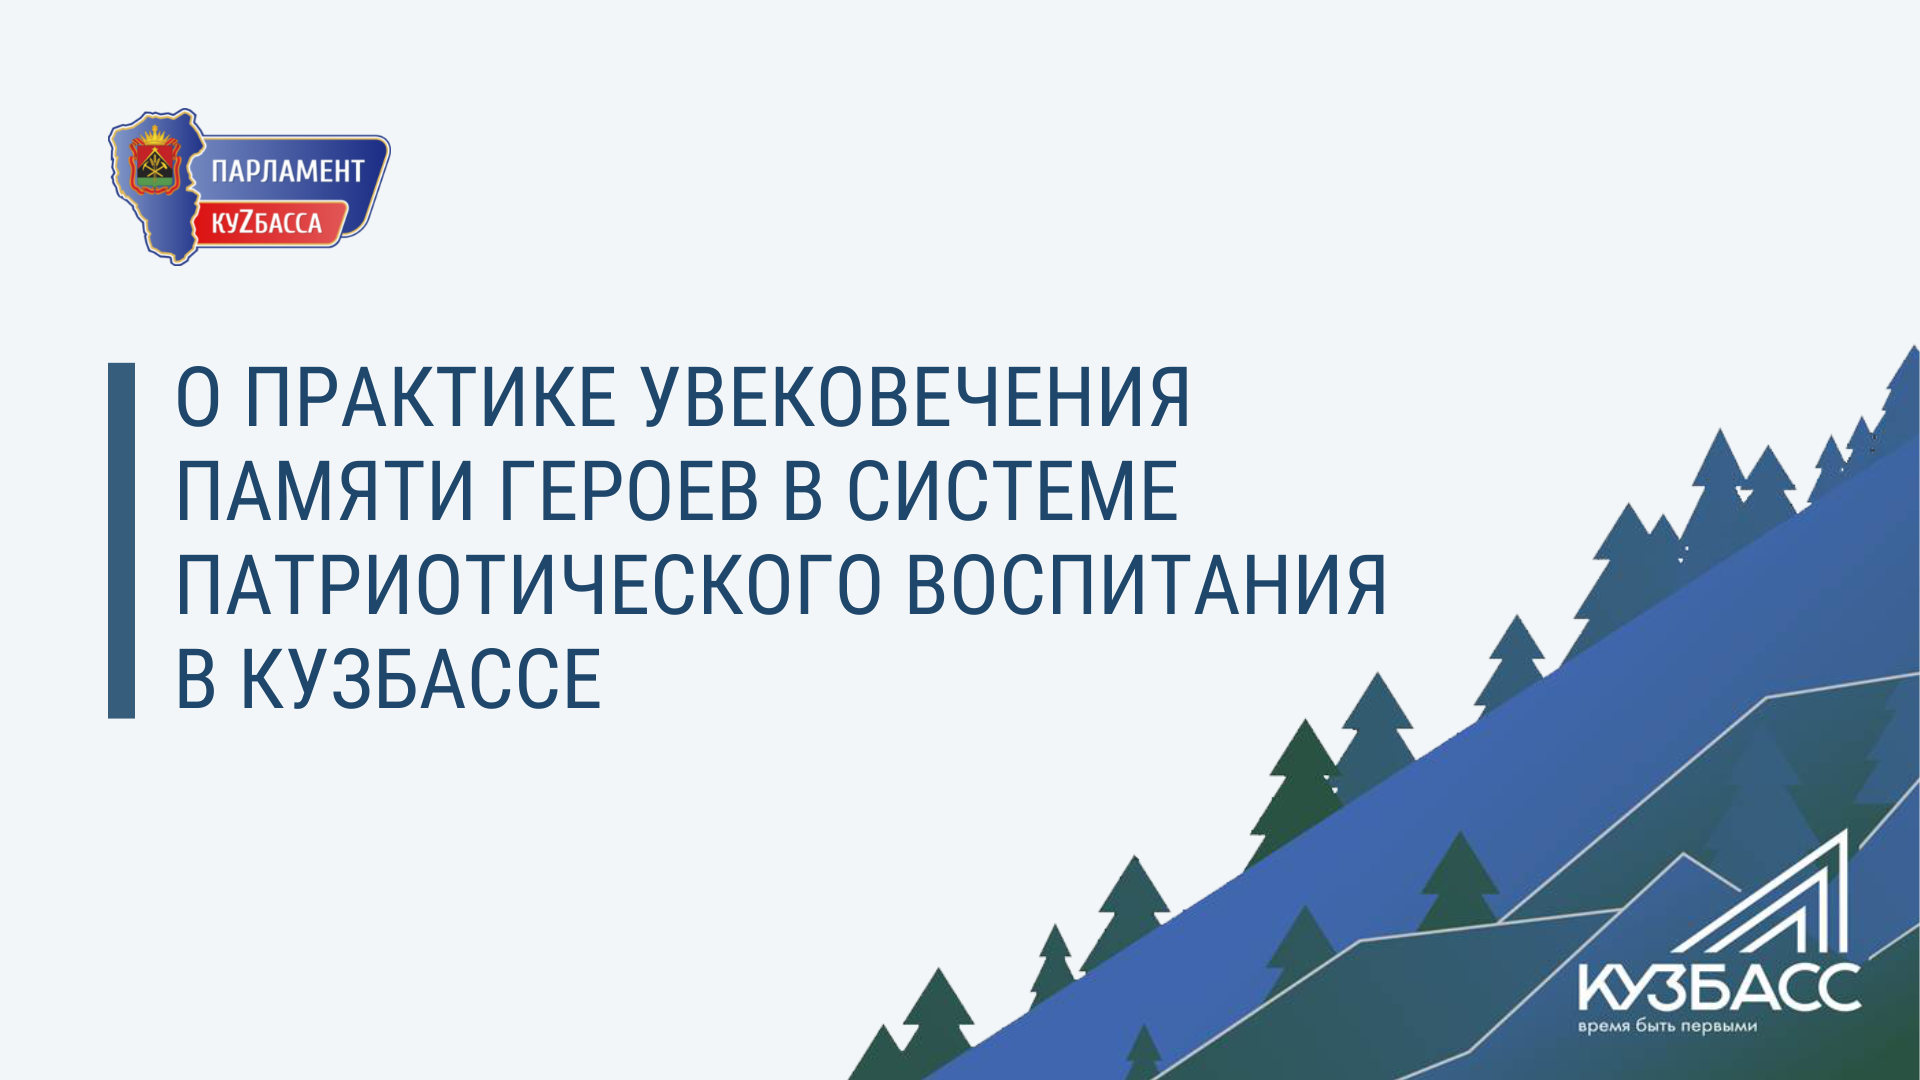 ПАРЛАМЕНТ
КУZБАССА
О ПРАКТИКЕ УВЕКОВЕЧЕНИЯ
ПАМЯТИ ГЕРОЕВ В СИСТЕМЕ
ПАТРИОТИЧЕСКОГО ВОСПИТАНИЯ
В КУЗБАССЕ
КУЗБАСС
время быть первыми